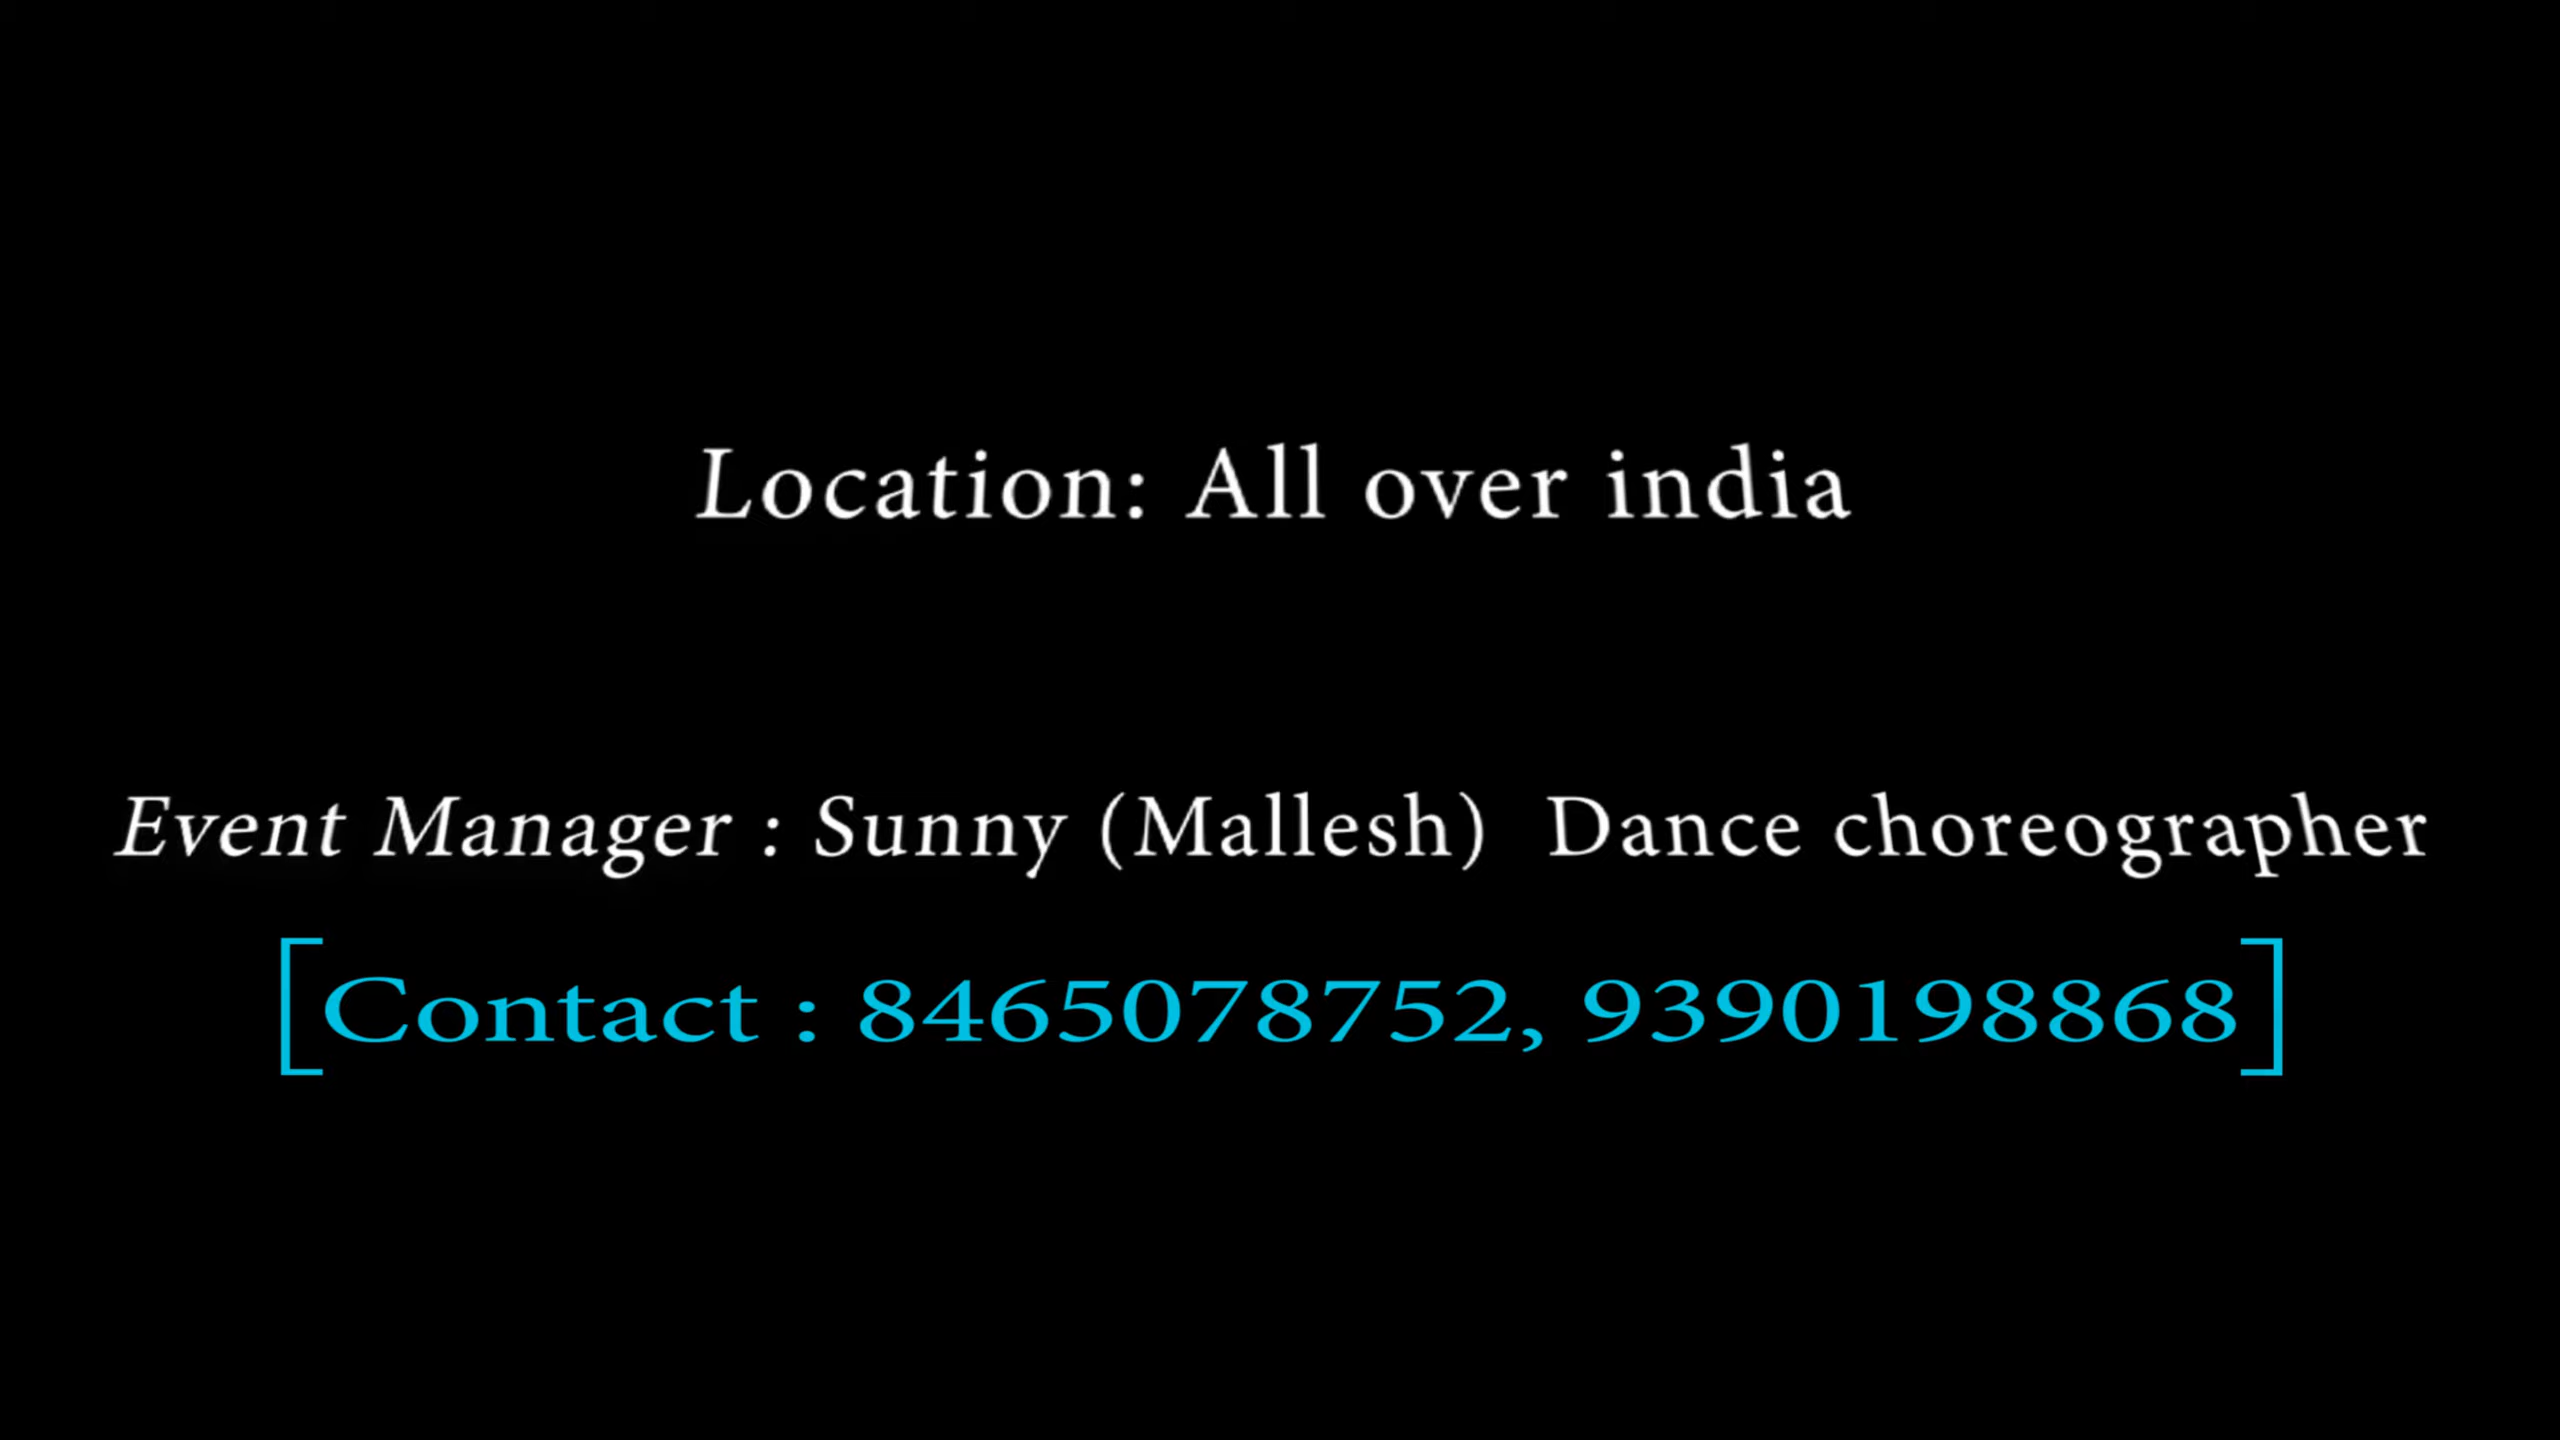 Location: All over india
Event Manager : Sunny (Mallesh) Dance choreographer
[Contact : 8465078752, 9390198868]